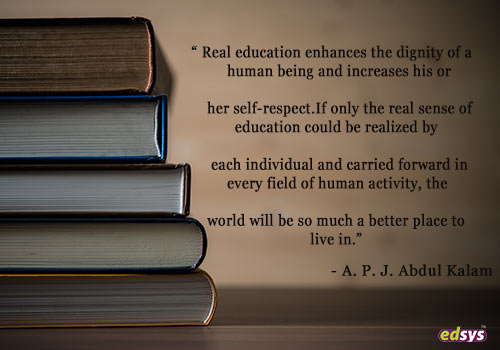 “ Real education enhances the dignity of a
human being and increases his or
her self-respect.If only the real sense of
education could be realized by
each individual and carried forward in
every field of human activity, the
world will be so much a better place to
live in.”
- A. P. J. Abdul Kalam
edsys™